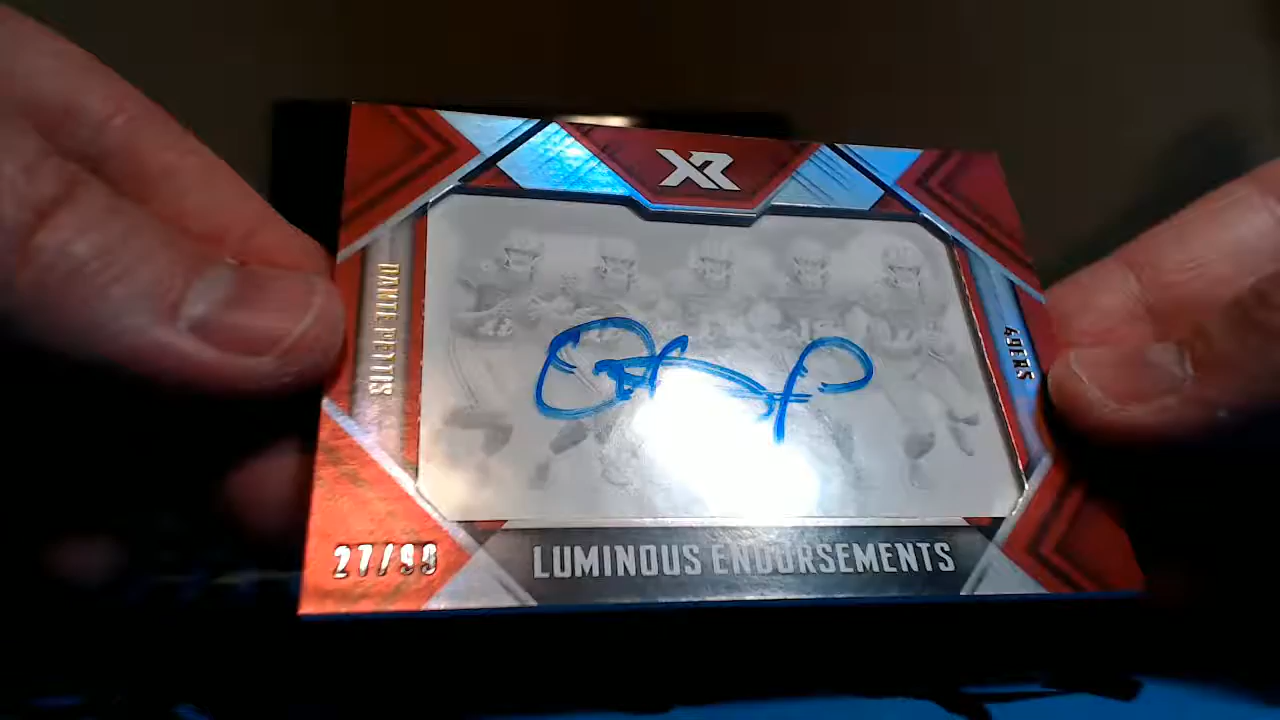 XR
DANTE PETTIS
49ERS
27/99
LUMINOUS ENDORSEMENTS